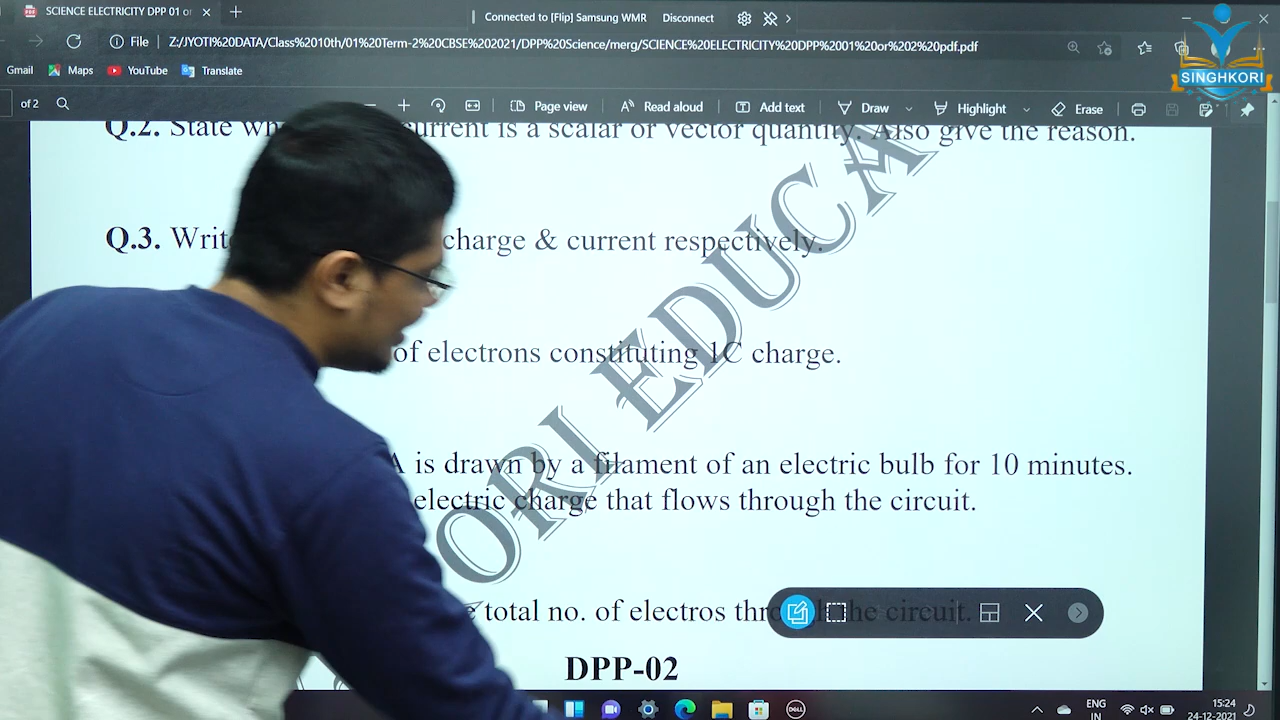 SCIENCE ELECTRICITY DPP 01 o
Connected to [Flip] Samsung WMR Disconnect
File Z:/JYOTI%20DATA/Class%2010th/01%20Term-2%20CBSE%202021/DPP%20Science/merg/SCIENCE%20ELECTRICITY%20DPP%2001%20or%202%20pdf.pdf
SINGHKORI
Gmail Maps YouTube Translate
of 2 Page view Read aloud Add text Draw Highlight Erase
Q.2. State current is a scalar or vector quantity. Also give the reason.
Q.3. Write charge & current respectively.
of electrons constituting 1C charge.
A is drawn by a filament of an electric bulb for 10 minutes.
electric charge that flows through the circuit.
total no. of electros through the circuit.
DPP-02
ORI EDUCA
DELL
ENG
IN
15:24
24-12-2021